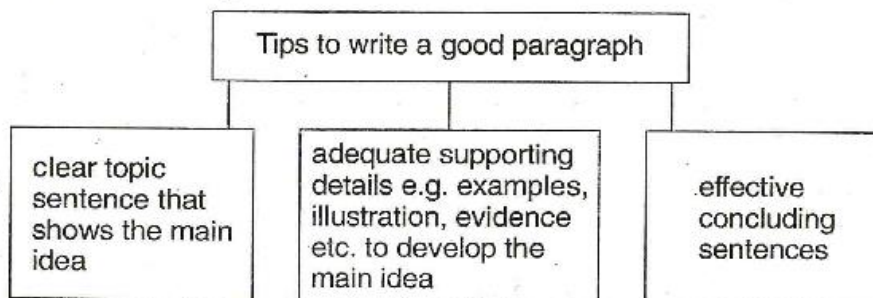 Tips to write a good paragraph
clear topic
sentence that
shows the main
idea
adequate supporting
details e.g. examples,
illustration, evidence
etc. to develop the
main idea
effective
concluding
sentences